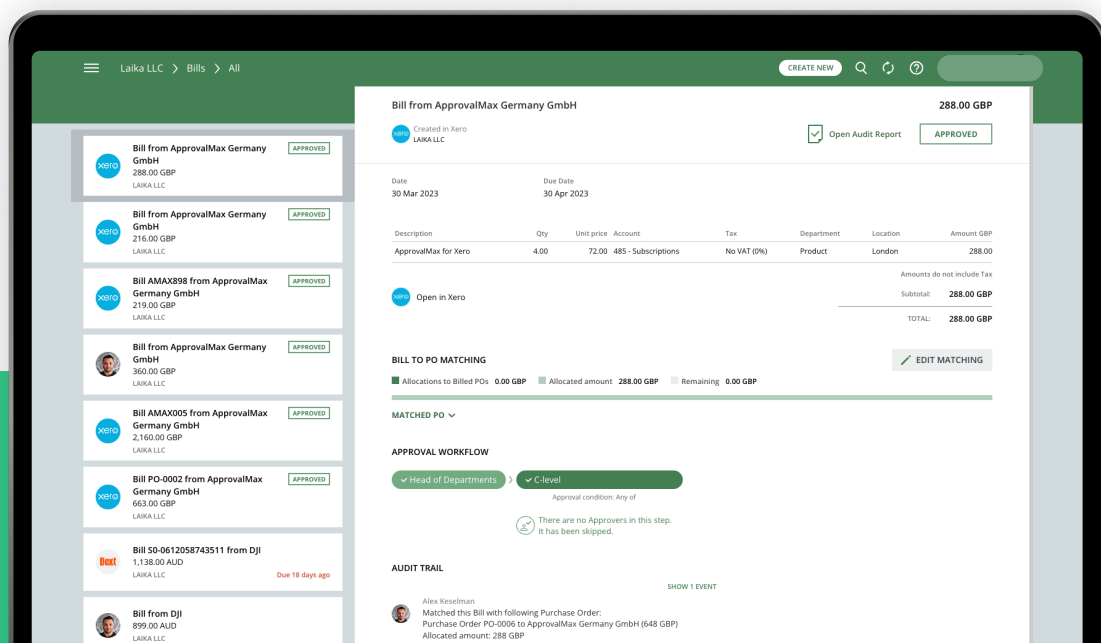 Laika LLC > Bills > All
CREATE NEW
Bill from ApprovalMax Germany GmbH
288.00 GBP
APPROVED
LAIKA LLC
xero
Bill from ApprovalMax Germany GmbH
216.00 GBP
APPROVED
LAIKA LLC
xero
Bill AMAX898 from ApprovalMax Germany GmbH
219.00 GBP
APPROVED
LAIKA LLC
xero
Bill from ApprovalMax Germany GmbH
360.00 GBP
APPROVED
LAIKA LLC
Bill AMAX005 from ApprovalMax Germany GmbH
2,160.00 GBP
APPROVED
LAIKA LLC
xero
Bill PO-0002 from ApprovalMax Germany GmbH
663.00 GBP
APPROVED
LAIKA LLC
xero
Bill S0-0612058743511 from DJI
1,138.00 AUD
LAIKA LLC
Due 18 days ago
Dext
Bill from DJI
899.00 AUD
LAIKA LLC
Bill from ApprovalMax Germany GmbH
288.00 GBP
xero
Created in Xero
LAIKA LLC
Open Audit Report
APPROVED
Date
30 Mar 2023
Due Date
30 Apr 2023
Description Qty Unit price Account Tax Department Location Amount GBP
ApprovalMax for Xero 4.00 72.00 485 - Subscriptions No VAT (0%) Product London 288.00
Amounts do not include Tax
xero
Open in Xero
Subtotal: 288.00 GBP
TOTAL: 288.00 GBP
BILL TO PO MATCHING
EDIT MATCHING
Allocations to Billed POs 0.00 GBP Allocated amount 288.00 GBP Remaining 0.00 GBP
MATCHED PO
APPROVAL WORKFLOW
Head of Departments > C-level
Approval condition: Any of
There are no Approvers in this step.
It has been skipped.
AUDIT TRAIL
SHOW 1 EVENT
Alex Keselman
Matched this Bill with following Purchase Order:
Purchase Order PO-0006 to ApprovalMax Germany GmbH (648 GBP)
Allocated amount: 288 GBP